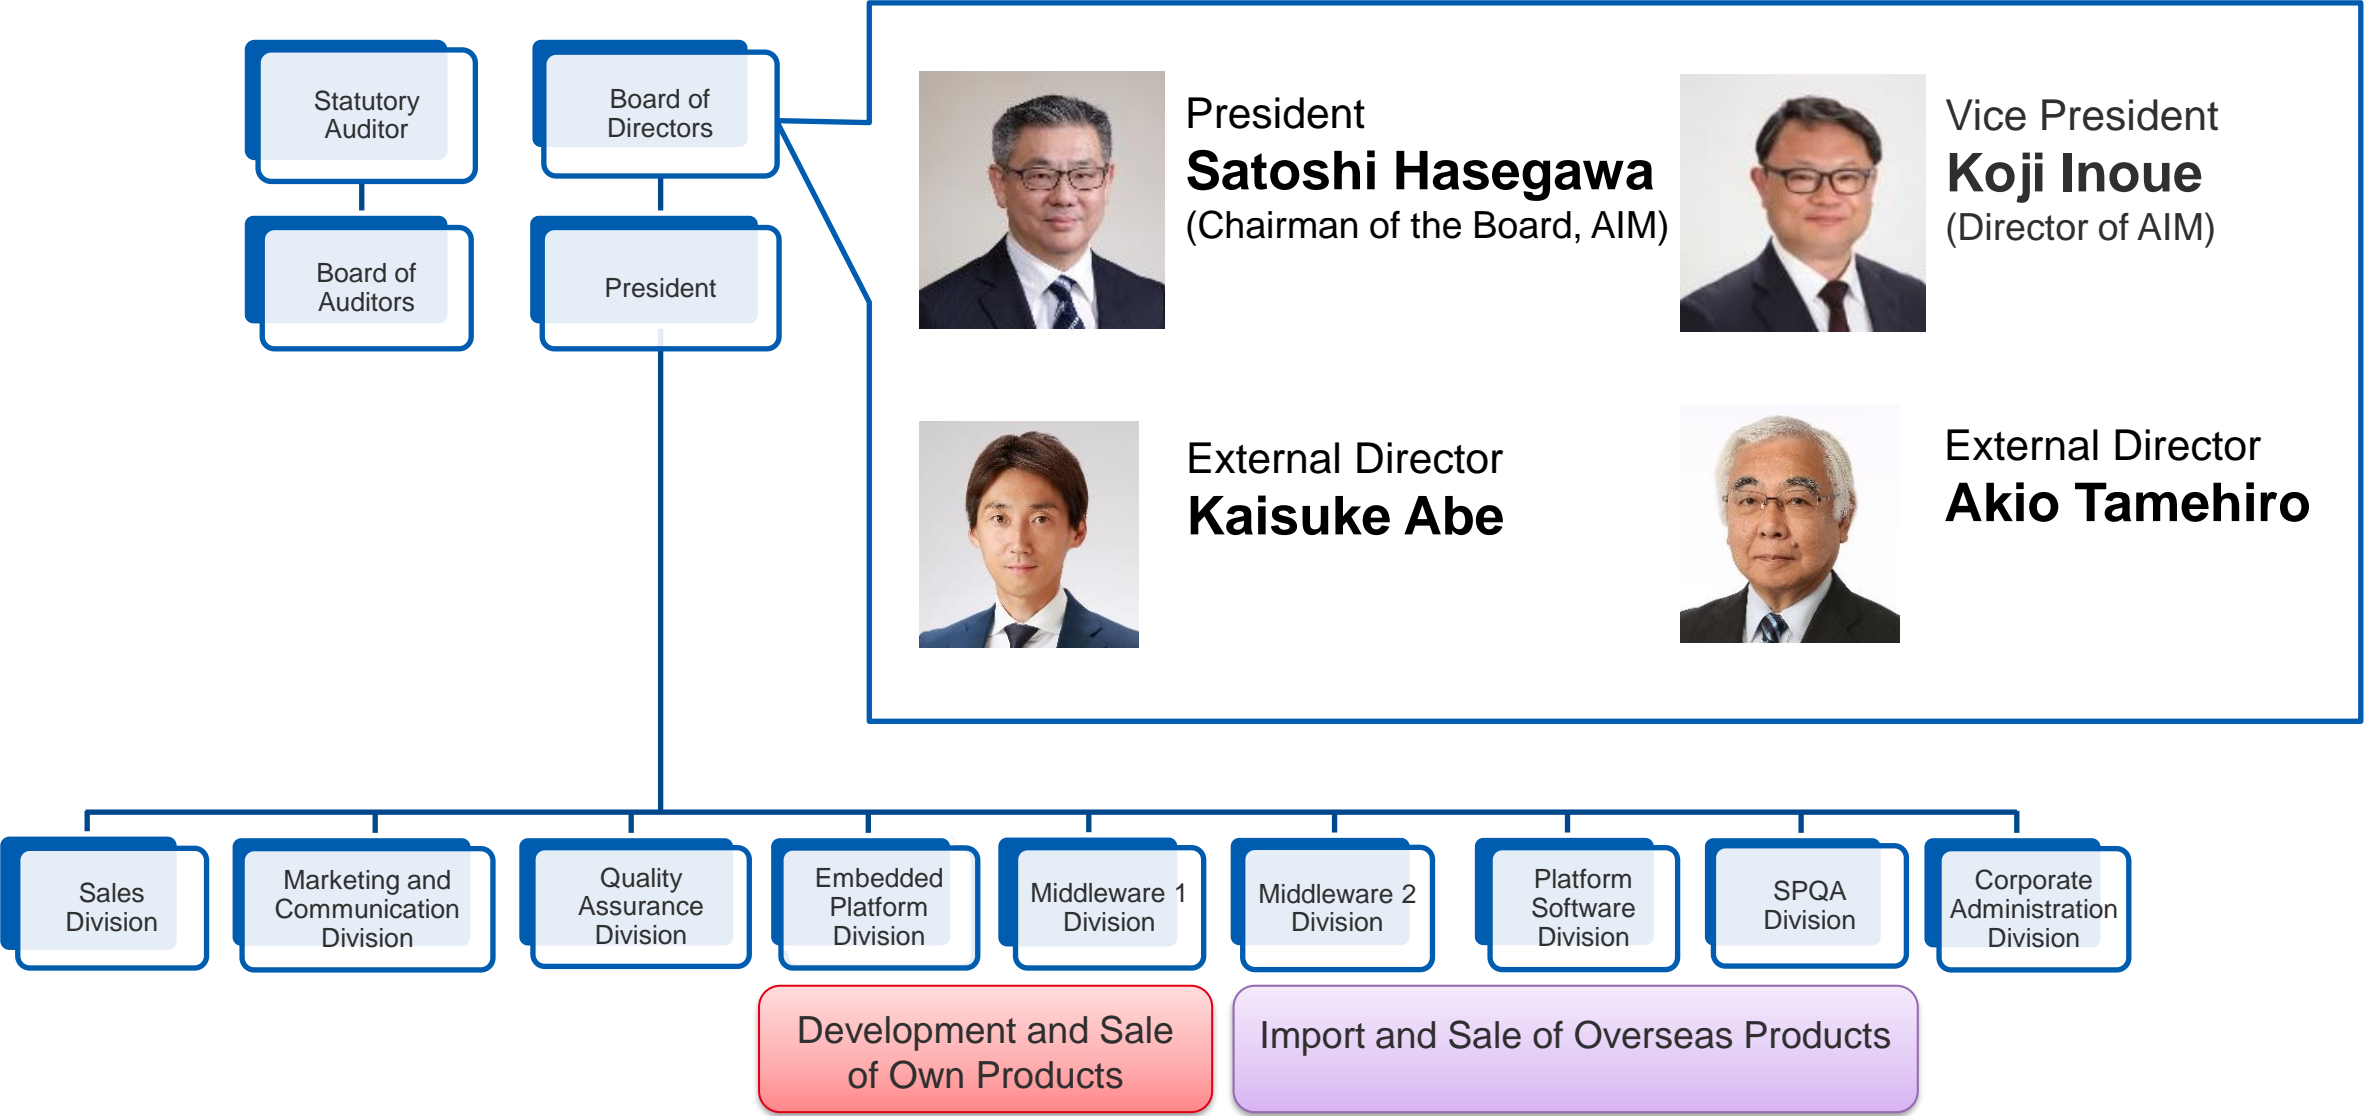 Statutory
Auditor
Board of
Directors
Board of
Auditors
President
President
Satoshi Hasegawa
(Chairman of the Board, AIM)
Vice President
Koji Inoue
(Director of AIM)
External Director
Kaisuke Abe
External Director
Akio Tamehiro
Sales
Division
Marketing and
Communication
Division
Quality
Assurance
Division
Embedded
Platform
Division
Middleware 1
Division
Middleware 2
Division
Platform
Software
Division
SPQA
Division
Corporate
Administration
Division
Development and Sale
of Own Products
Import and Sale of Overseas Products